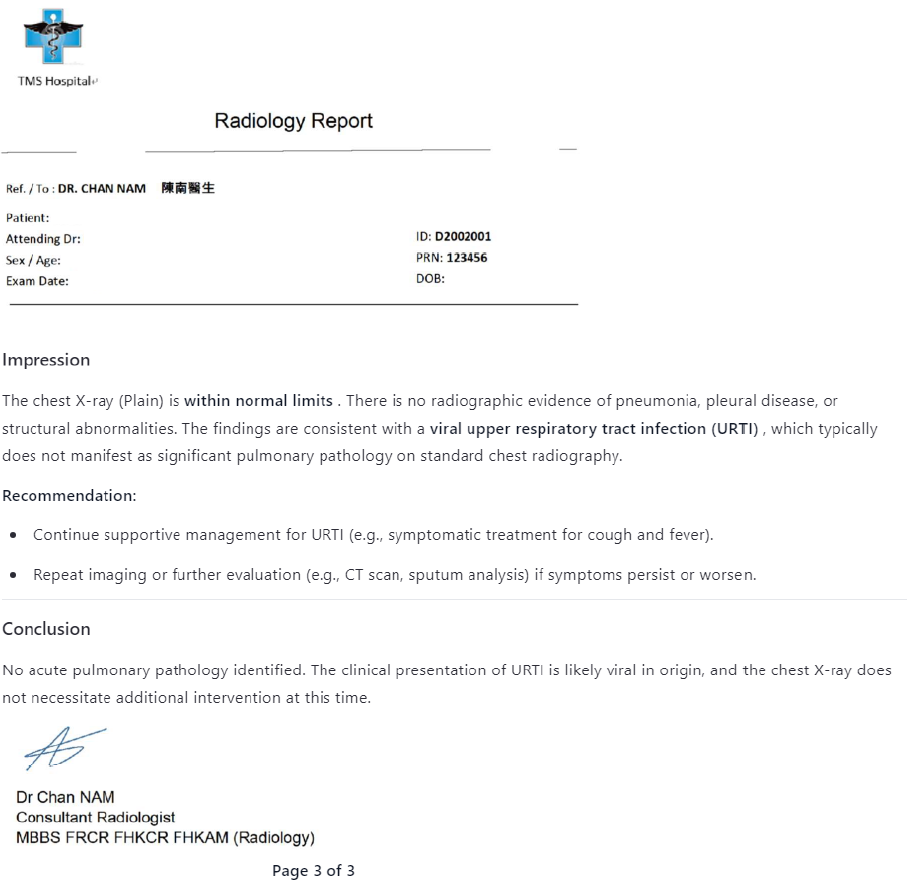 TMS Hospital
Radiology Report
Ref. / To : DR. CHAN NAM 陳南醫生
Patient:
Attending Dr:
ID: D2002001
Sex / Age:
PRN: 123456
Exam Date:
DOB:
Impression
The chest X-ray (Plain) is within normal limits . There is no radiographic evidence of pneumonia, pleural disease, or
structural abnormalities. The findings are consistent with a viral upper respiratory tract infection (URTI) , which typically
does not manifest as significant pulmonary pathology on standard chest radiography.
Recommendation:
• Continue supportive management for URTI (e.g., symptomatic treatment for cough and fever).
• Repeat imaging or further evaluation (e.g., CT scan, sputum analysis) if symptoms persist or worsen.
Conclusion
No acute pulmonary pathology identified. The clinical presentation of URTI is likely viral in origin, and the chest X-ray does
not necessitate additional intervention at this time.
Dr Chan NAM
Consultant Radiologist
MBBS FRCR FHKCR FHKAM (Radiology)
Page 3 of 3